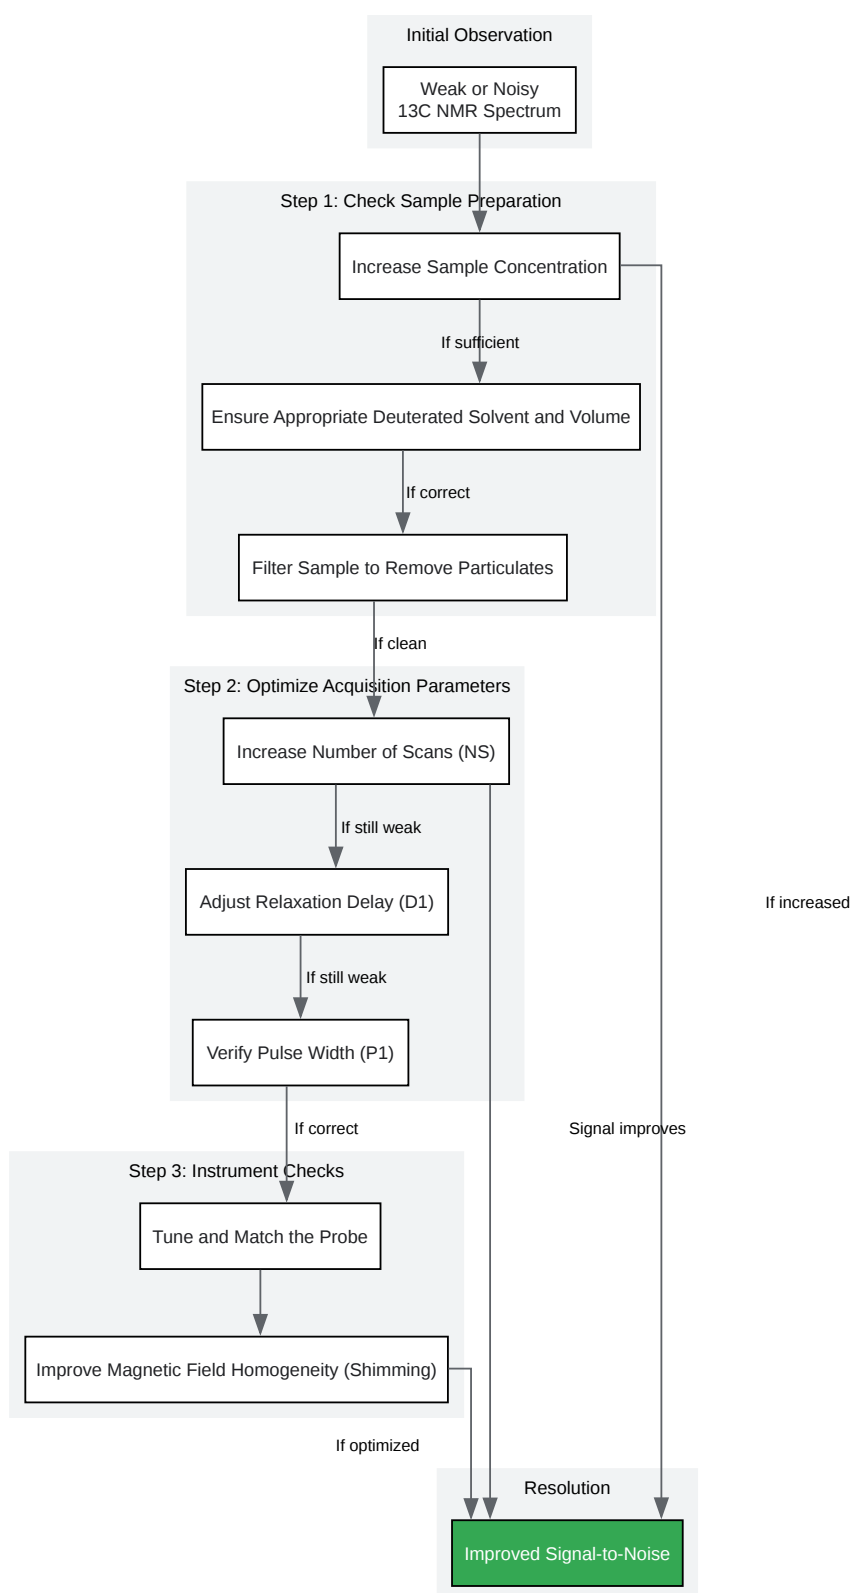 Initial Observation
Weak or Noisy
13C NMR Spectrum
Step 1: Check Sample Preparation
Increase Sample Concentration
If sufficient
Ensure Appropriate Deuterated Solvent and Volume
If correct
Filter Sample to Remove Particulates
If clean
Step 2: Optimize Acquisition Parameters
Increase Number of Scans (NS)
If still weak
Adjust Relaxation Delay (D1)
If increased
If still weak
Verify Pulse Width (P1)
If correct
Signal improves
Step 3: Instrument Checks
Tune and Match the Probe
Improve Magnetic Field Homogeneity (Shimming)
If optimized
Resolution
Improved Signal-to-Noise